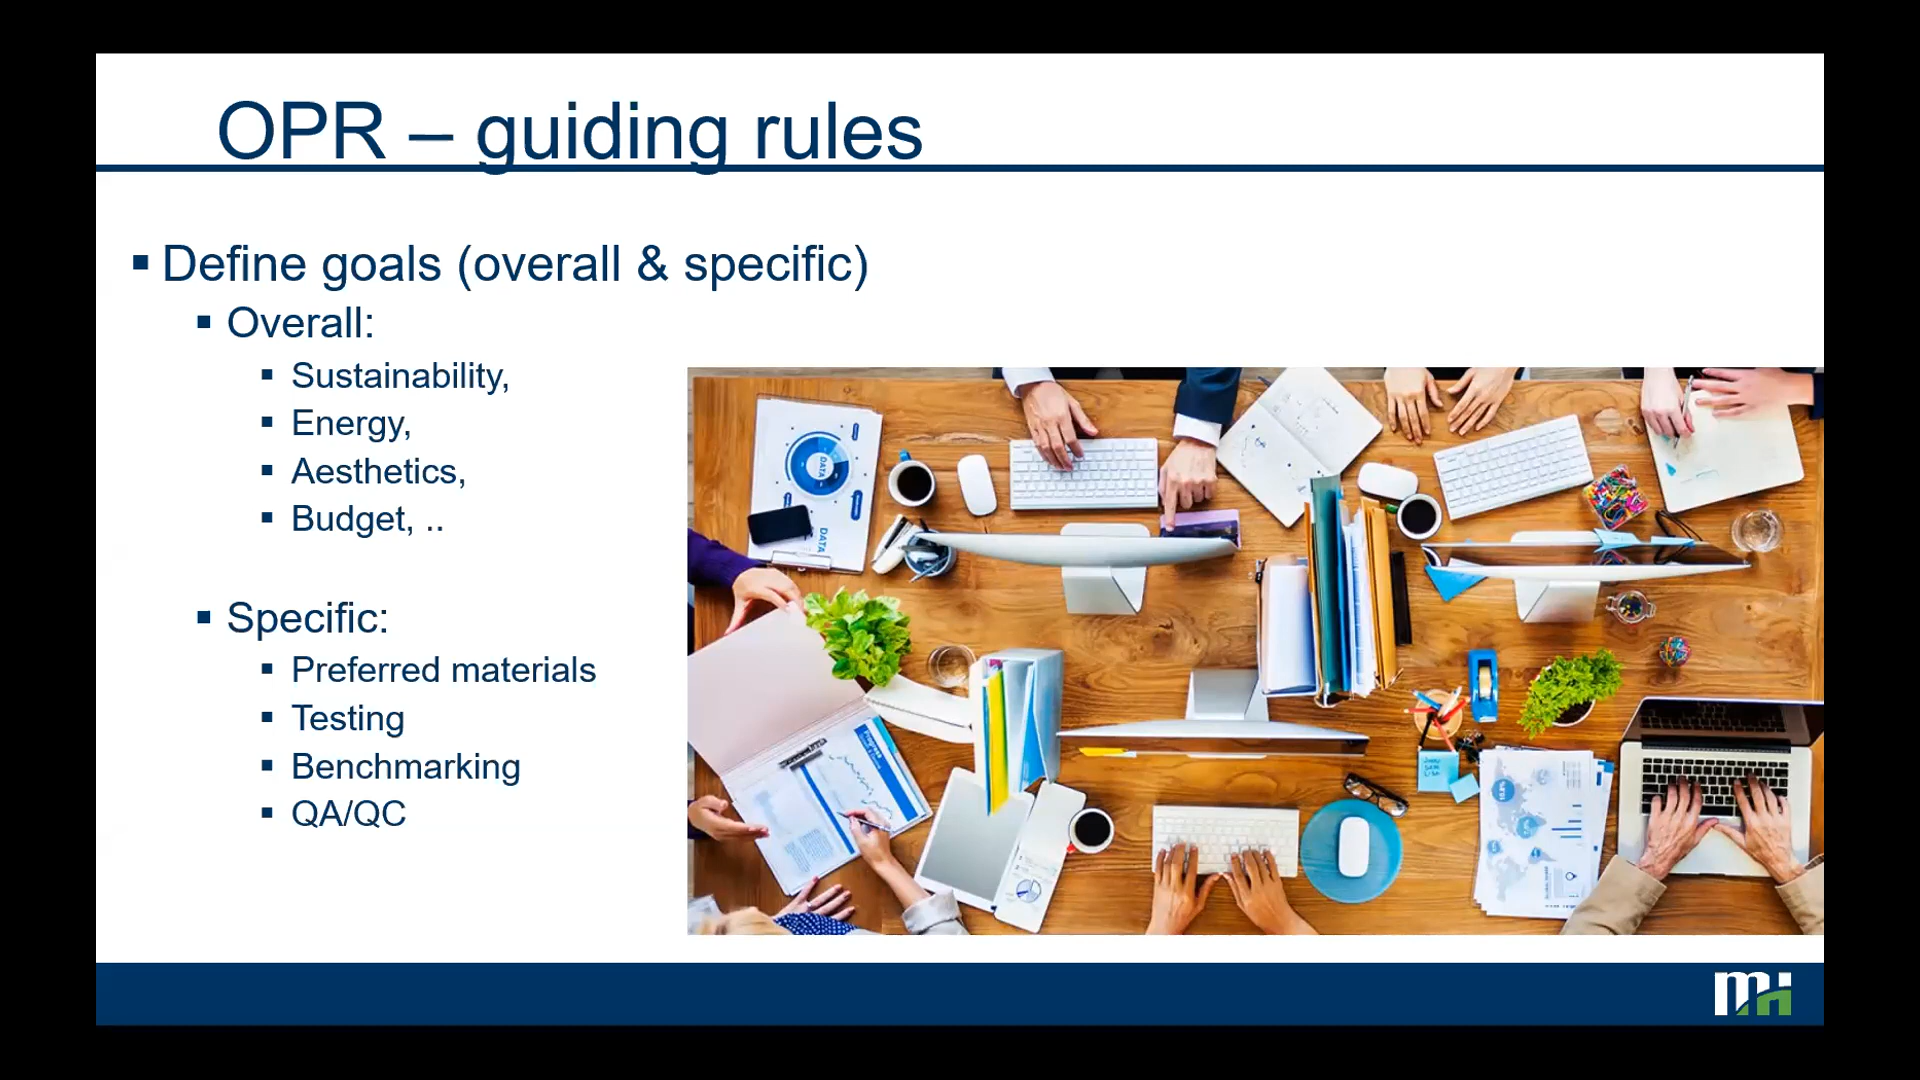 OPR – guiding rules
▪ Define goals (overall & specific)
▪ Overall:
▪ Sustainability,
▪ Energy,
▪ Aesthetics,
▪ Budget, ..
▪ Specific:
▪ Preferred materials
▪ Testing
▪ Benchmarking
▪ QA/QC
DATA
DATA
mh